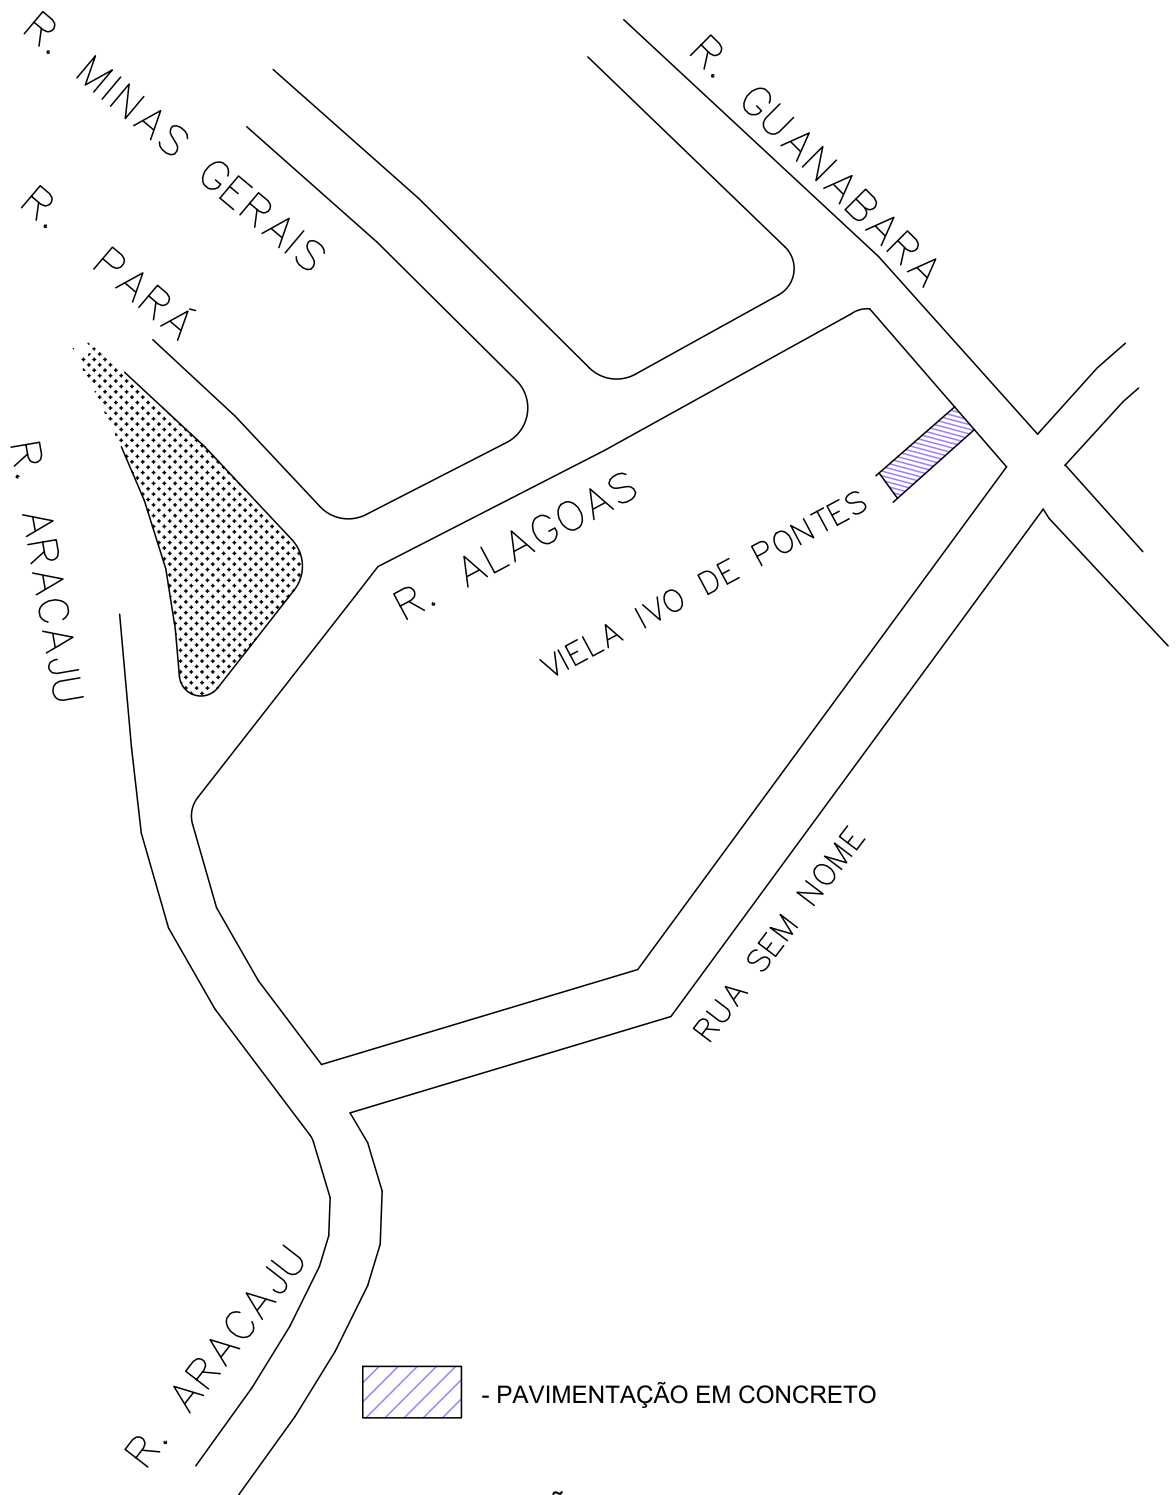 R. MINAS GERAIS
R. GUANABARA
R. PARÁ
R. ARACAJU
R. ALAGOAS
VIELA IVO DE PONTES
RUA SEM NOME
R. ARACAJU
- PAVIMENTAÇÃO EM CONCRETO